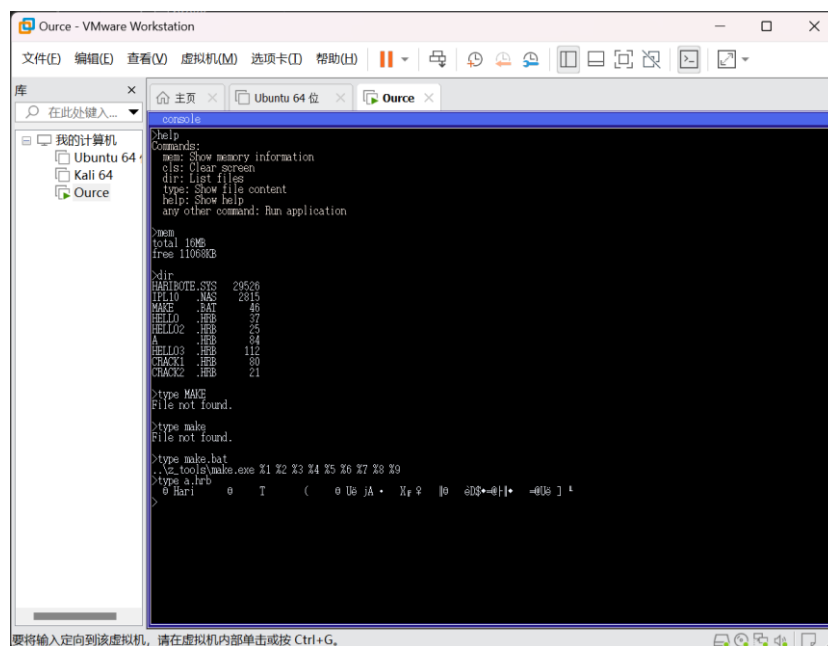 Ource - VMware Workstation
文件(F) 编辑(E) 查看(V) 虚拟机(M) 选项卡(T) 帮助(H)
库
在此处键入...
我的计算机
Ubuntu 64
Kali 64
Ource
主页 Ubuntu 64 位 Ource
console
>help
Commands:
mem: Show memory information
cls: Clear screen
dir: List files
type: Show file content
help: Show help
any other command: Run application
>mem
total 16MB
free 11068KB
>dir
HARIBOTE.SYS 29526
IPL10 .NAS 2815
MAKE .BAT 46
HELLO .HRB 37
HELLO2 .HRB 25
A .HRB 84
HELLO3 .HRB 112
CRACK1 .HRB 80
CRACK2 .HRB 21
>type MAKE
File not found.
>type make
File not found.
>type make.bat
..\z_tools\make.exe %1 %2 %3 %4 %5 %6 %7 %8 %9
>type a.hrb
Hari T (
>
要将输入定向到该虚拟机，请在虚拟机内部单击或按 Ctrl+G。